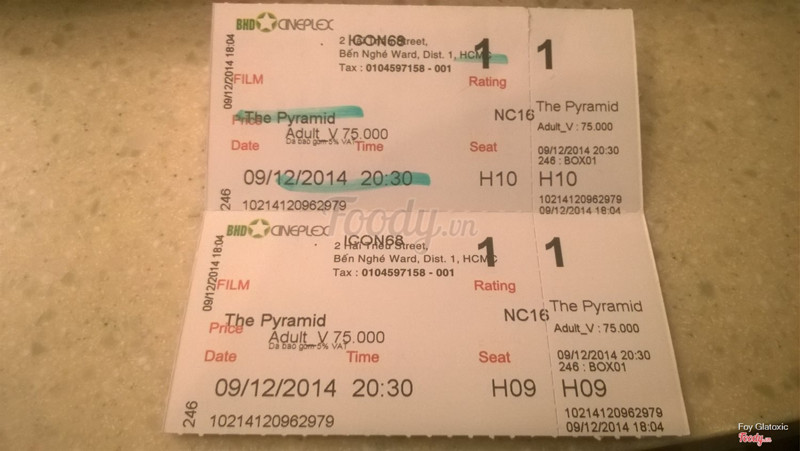 BHD CINEPLEX
ICON68
2 Hai Trieu Street,
Bến Nghé Ward, Dist. 1, HCMC
Tax : 0104597158 - 001
1
1
09/12/2014 18:04
FILM
Rating
The Pyramid
NC16
The Pyramid
Price
Adult_V 75.000
Adult_V : 75.000
Da bao gom 5% VAT
Date
Time
Seat
09/12/2014 20:30
246 : BOX01
09/12/2014 20:30
H10
H10
246
10214120962979
10214120962979
09/12/2014 18:04
Foody.vn
BHD CINEPLEX
ICON68
2 Hai Trieu Street,
Bến Nghé Ward, Dist. 1, HCMC
Tax : 0104597158 - 001
1
1
09/12/2014 18:04
FILM
Rating
The Pyramid
NC16
The Pyramid
Price
Adult_V 75.000
Adult_V : 75.000
Da bao gom 5% VAT
Date
Time
Seat
09/12/2014 20:30
246 : BOX01
09/12/2014 20:30
H09
H09
246
10214120962979
10214120962979
09/12/2014 18:04
Foy Glatoxic
Foody.vn